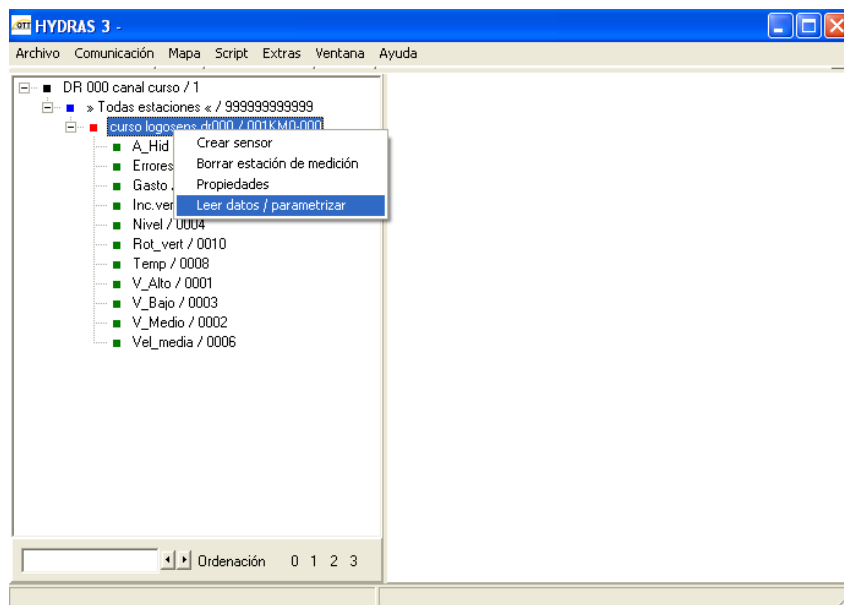 OTT HYDRAS 3 -
Archivo Comunicación Mapa Script Extras Ventana Ayuda
DR 000 canal curso / 1
» Todas estaciones « / 999999999999
curso logosens dr000 / 001KM0-000
A_Hid
Crear sensor
Errores
Borrar estación de medición
Gasto
Propiedades
Inc.ver
Leer datos / parametrizar
Nivel / 0004
Rot_vert / 0010
Temp / 0008
V_Alto / 0001
V_Bajo / 0003
V_Medio / 0002
Vel_media / 0006
Ordenación 0 1 2 3